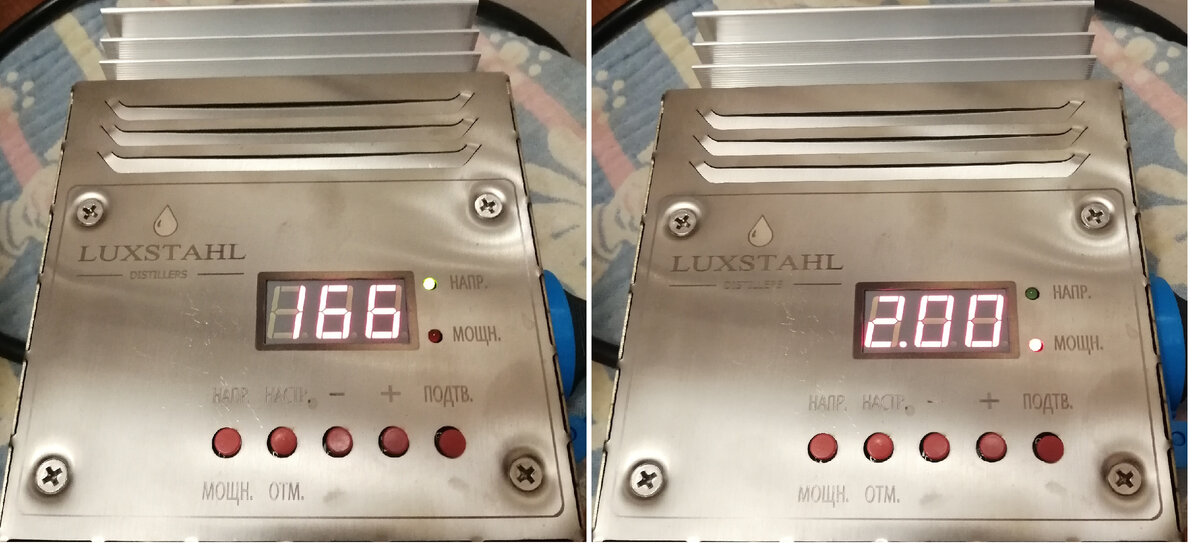 LUXSTAHL
DISTILLERS
166
НАПР.
МОЩН.
НАПР. НАСТР. - + ПОДТВ.
МОЩН. ОТМ.
LUXSTAHL
DISTILLERS
2.00
НАПР.
МОЩН.
НАПР. НАСТР. - + ПОДТВ.
МОЩН. ОТМ.